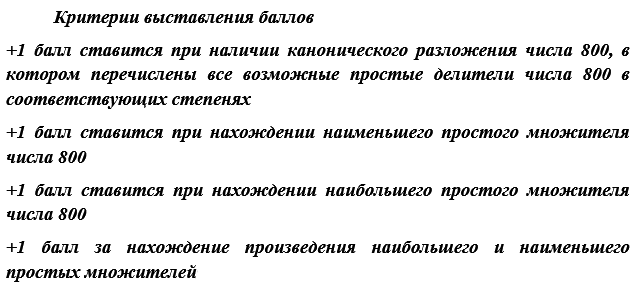 Критерии выставления баллов
+1 балл ставится при наличии канонического разложения числа 800, в
котором перечислены все возможные простые делители числа 800 в
соответствующих степенях
+1 балл ставится при нахождении наименьшего простого множителя
числа 800
+1 балл ставится при нахождении наибольшего простого множителя
числа 800
+1 балл за нахождение произведения наибольшего и наименьшего
простых множителей